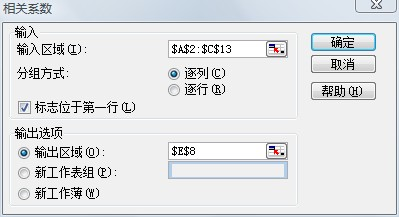 相关系数
输入
输入区域(I): $A$2:$C$13
分组方式: 逐列(C)
逐行(R)
标志位于第一行(L)
输出选项
输出区域(O): $E$8
新工作表组(P):
新工作薄(W)
确定
取消
帮助(H)